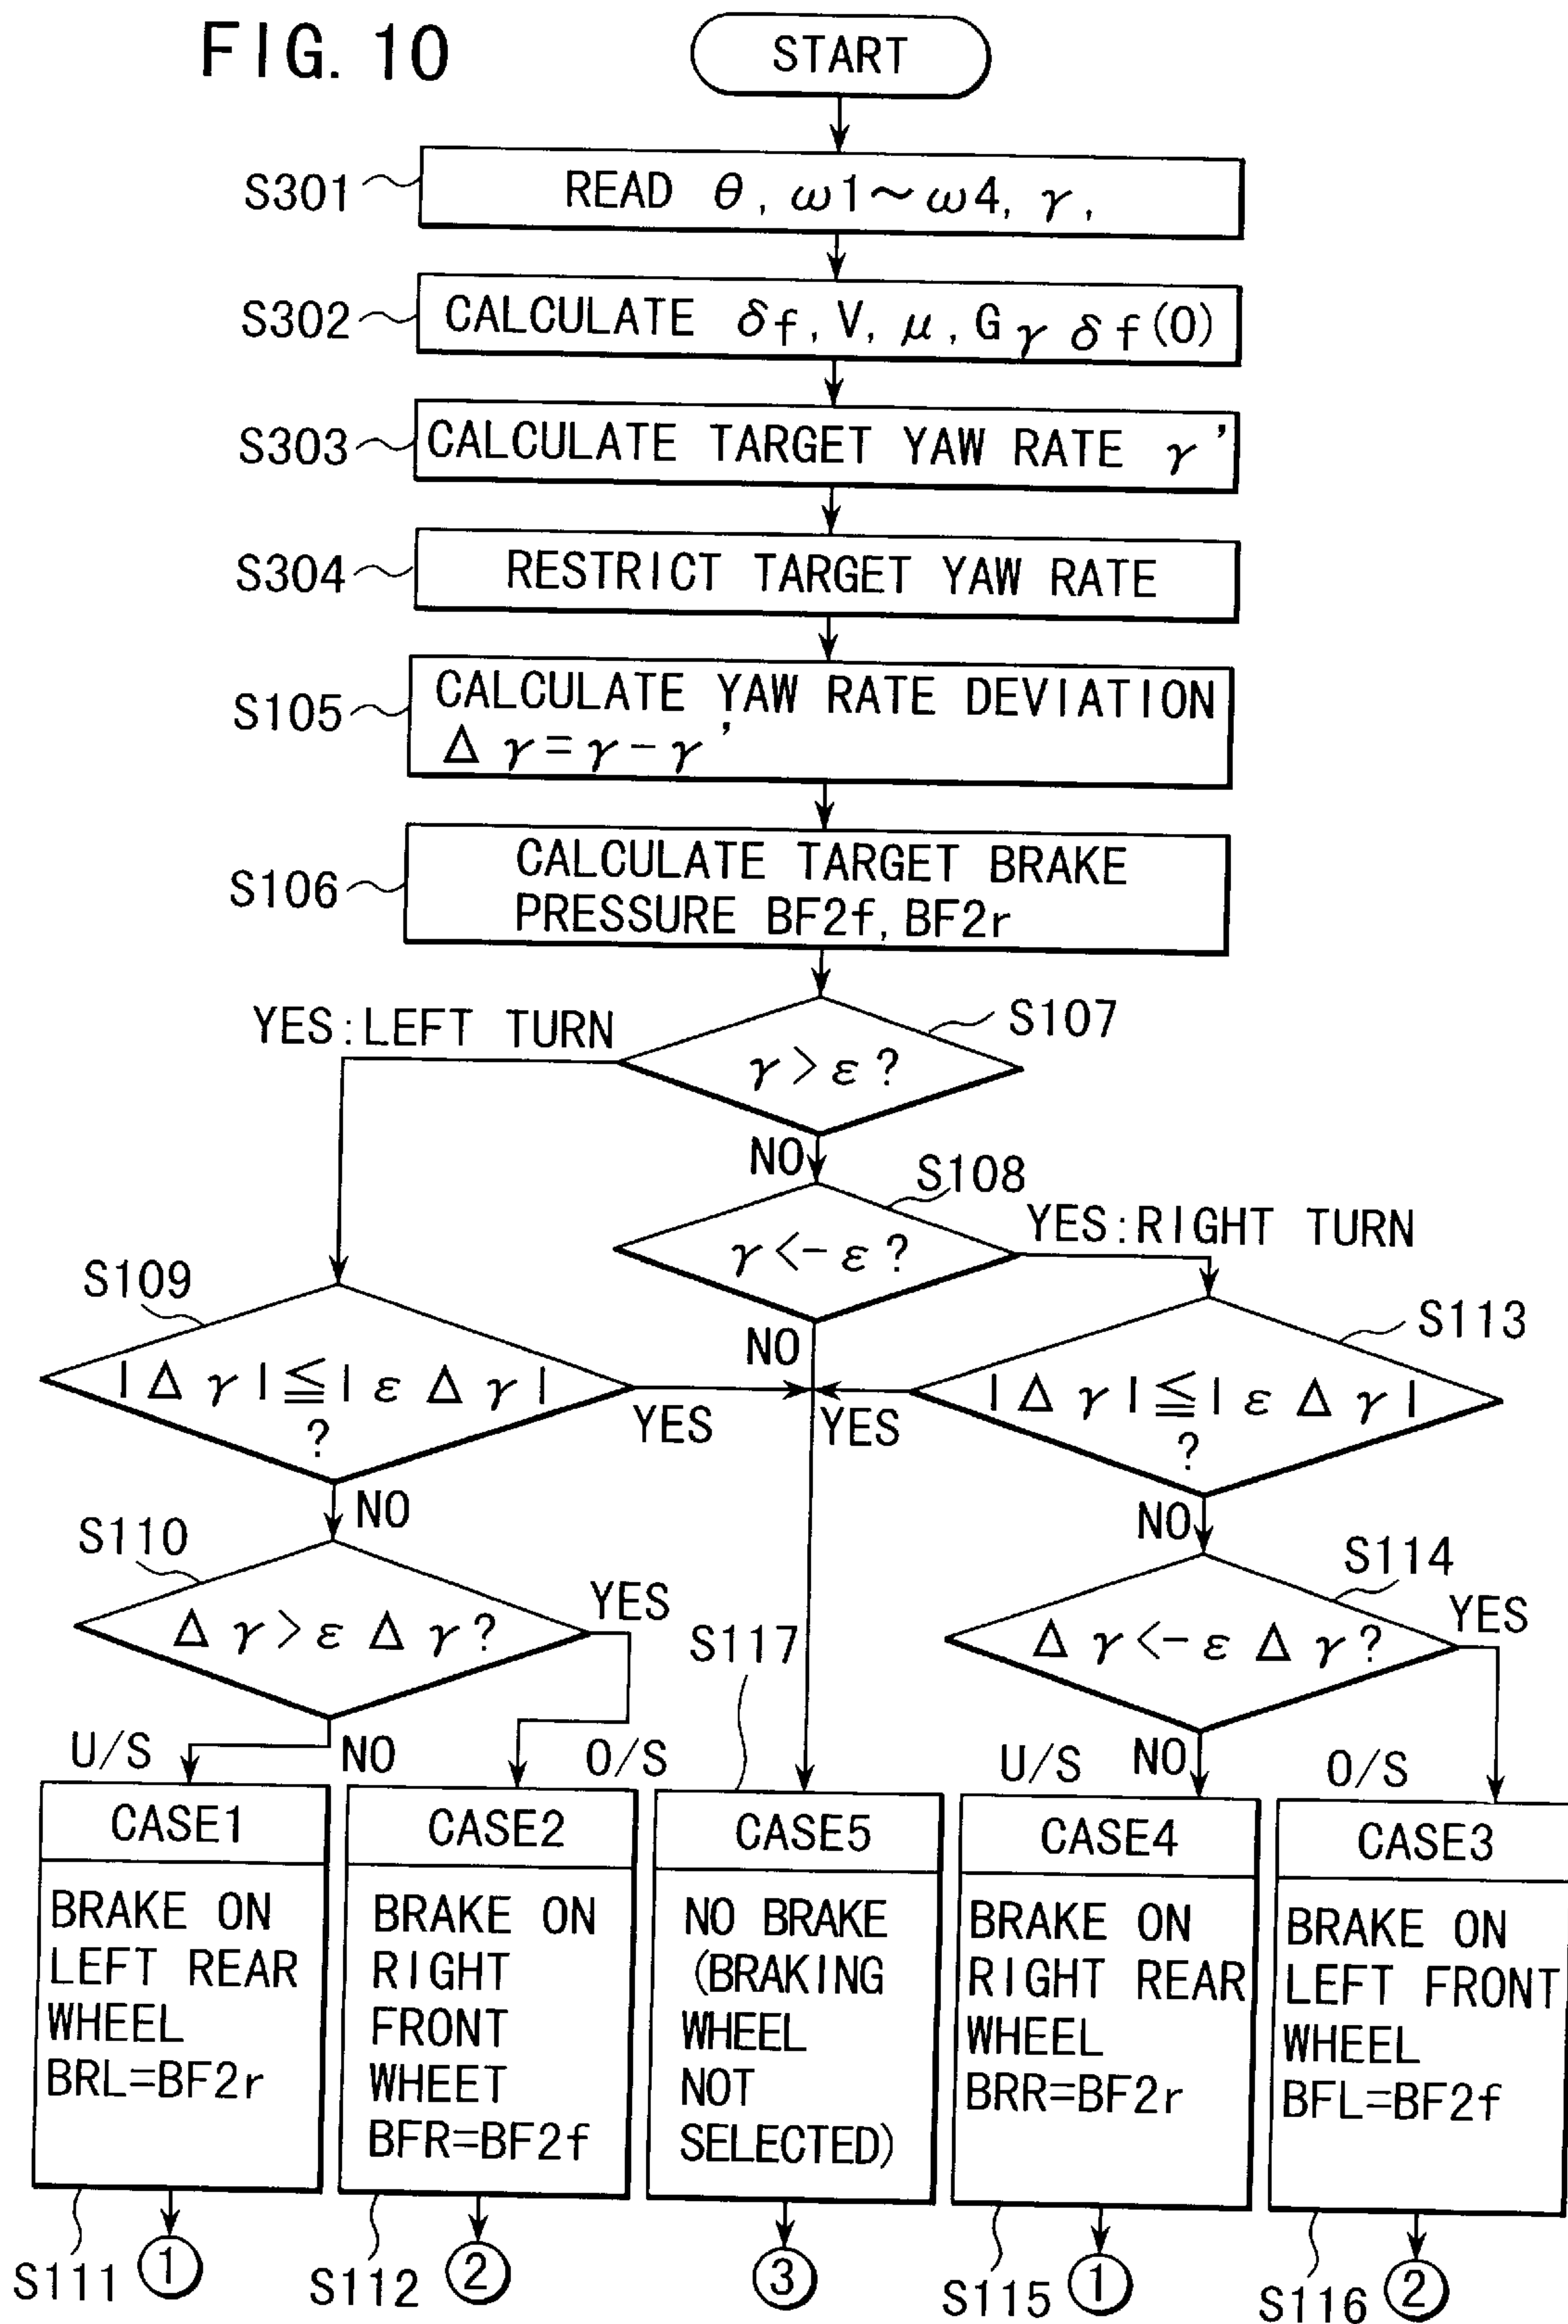 FIG. 10
START
S301
READ θ, ω1~ω4, γ,
S302
CALCULATE δf, V, μ, Gγδf(0)
S303
CALCULATE TARGET YAW RATE γ'
S304
RESTRICT TARGET YAW RATE
S105
CALCULATE YAW RATE DEVIATION
Δγ=γ-γ'
S106
CALCULATE TARGET BRAKE
PRESSURE BF2f, BF2r
YES:LEFT TURN
S107
γ>ε?
NO
S108
γ<-ε?
YES:RIGHT TURN
NO
S109
|Δγ|≦|εΔγ|
?
YES
YES
S113
|Δγ|≦|εΔγ|
?
NO
NO
S110
Δγ>εΔγ?
YES
S117
S114
Δγ<-εΔγ?
YES
U/S
NO
O/S
U/S
NO
O/S
CASE1
BRAKE ON
LEFT REAR
WHEEL
BRL=BF2r
CASE2
BRAKE ON
RIGHT
FRONT
WHEET
BFR=BF2f
CASE5
NO BRAKE
(BRAKING
WHEEL
NOT
SELECTED)
CASE4
BRAKE ON
RIGHT REAR
WHEEL
BRR=BF2r
CASE3
BRAKE ON
LEFT FRONT
WHEEL
BFL=BF2f
S111
1
S112
2
3
S115
1
S116
2